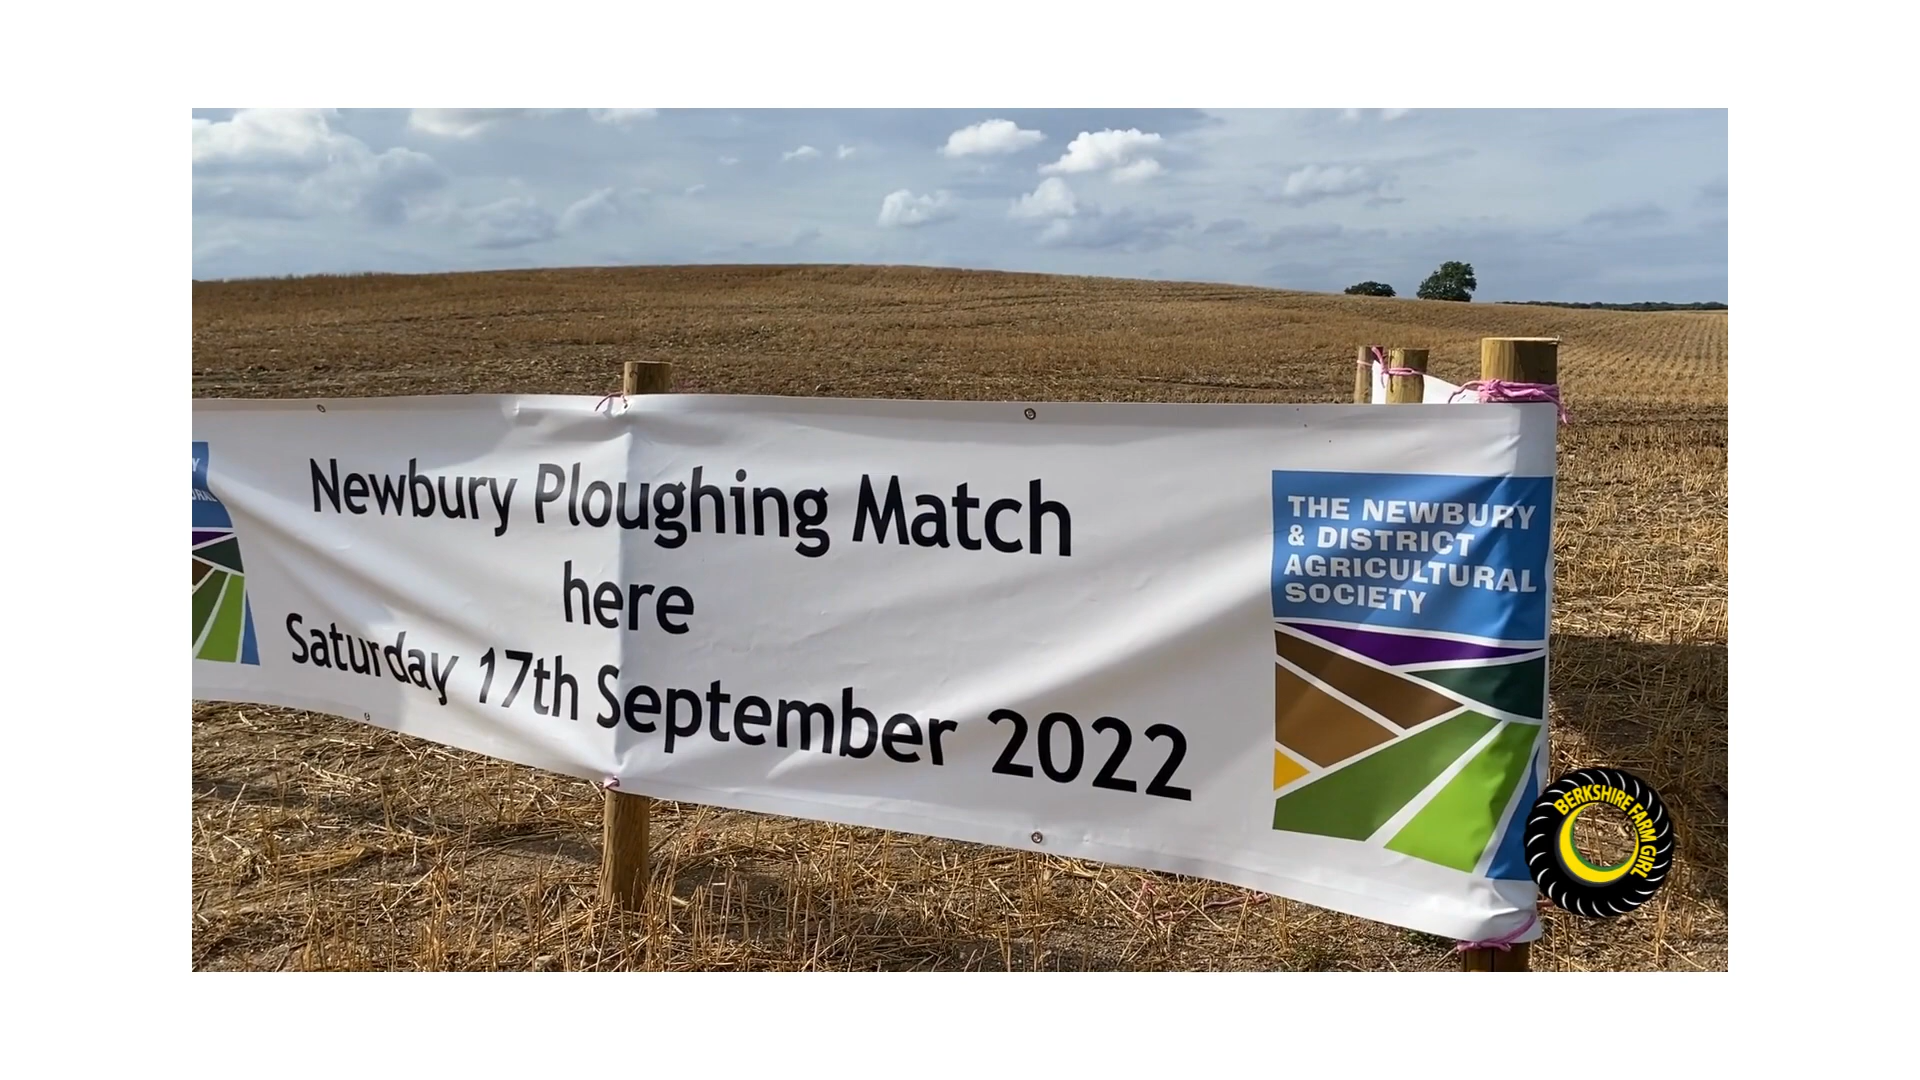 Newbury Ploughing Match
here
Saturday 17th September 2022
THE NEWBURY
& DISTRICT
AGRICULTURAL
SOCIETY
BERKSHIRE FARM GIRL